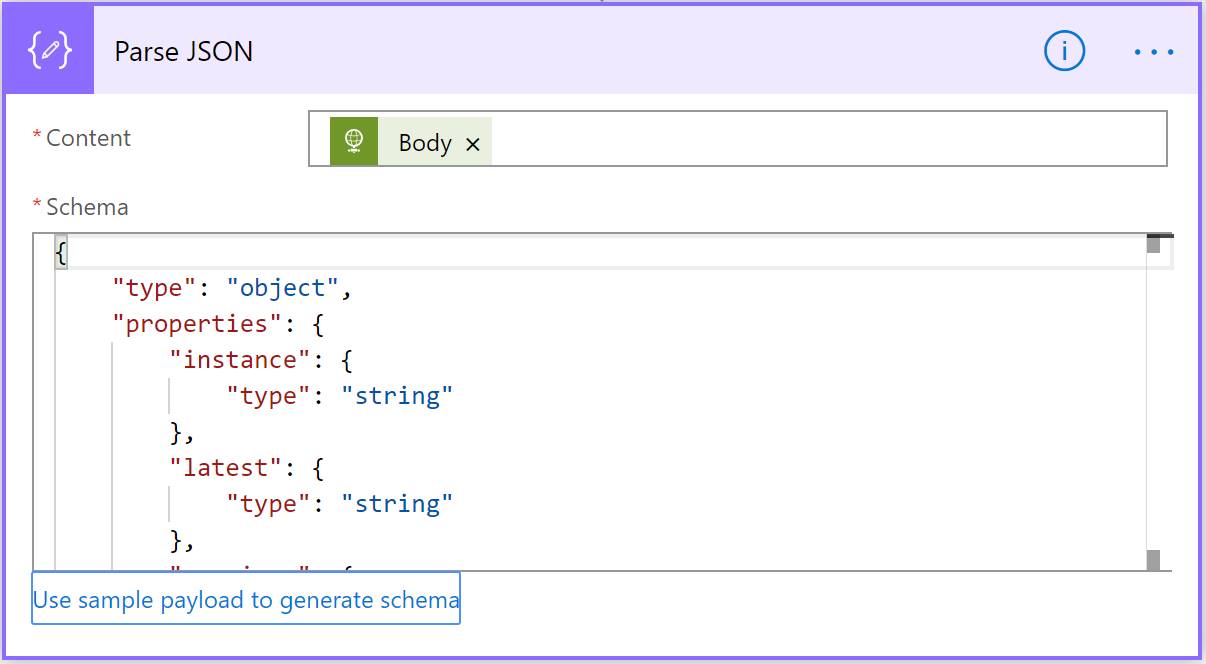 Parse JSON
* Content
Body ×
* Schema
{
"type": "object",
"properties": {
"instance": {
"type": "string"
},
"latest": {
"type": "string"
},
Use sample payload to generate schema